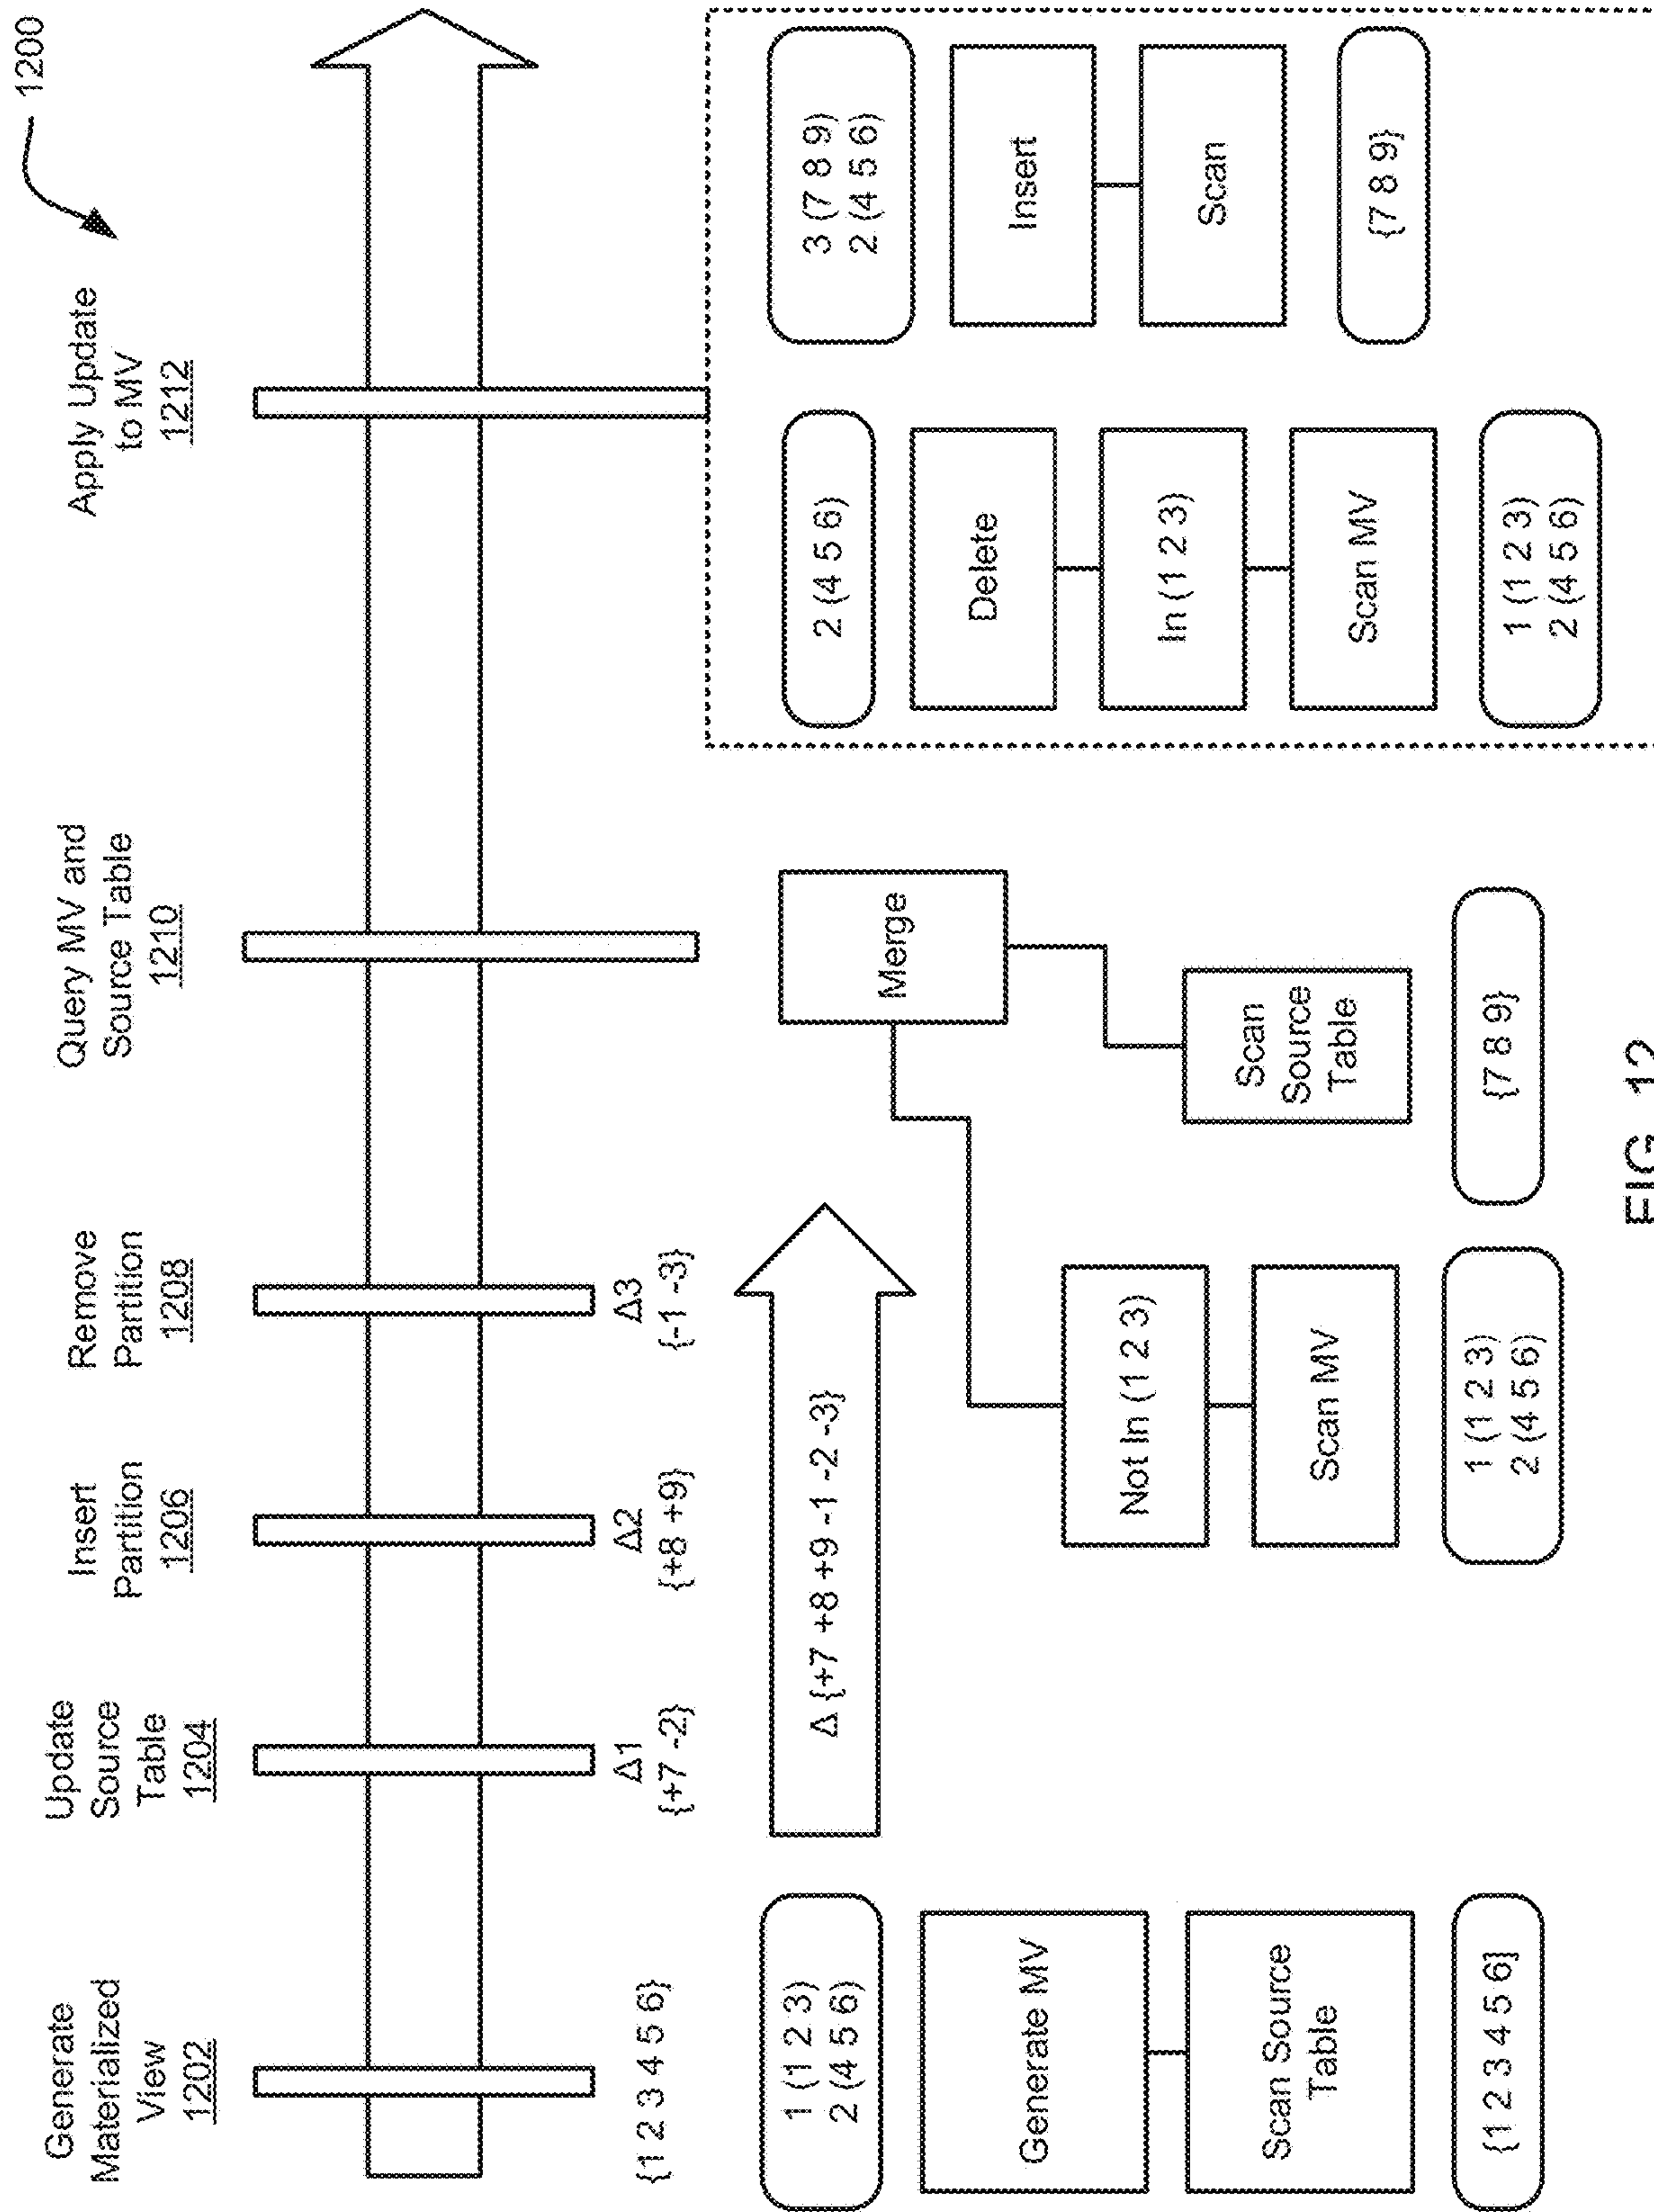 1200
Generate
Materialized
View
1202
Update
Source
Table
1204
Insert
Partition
1206
Remove
Partition
1208
Query MV and
Source Table
1210
Apply Update
to MV
1212
{1 2 3 4 5 6}
Δ1
{+7 -2}
Δ2
{+8 +9}
Δ3
{-1 -3}
Δ {+7 +8 +9 -1 -2 -3}
1 (1 2 3)
2 (4 5 6)
Generate MV
Scan Source
Table
{1 2 3 4 5 6]
Merge
Not In (1 2 3)
Scan MV
1 (1 2 3)
2 (4 5 6)
Scan
Source
Table
{7 8 9}
2 (4 5 6)
Delete
In (1 2 3)
Scan MV
1 (1 2 3)
2 (4 5 6)
3 (7 8 9)
2 (4 5 6)
Insert
Scan
{7 8 9}
FIG. 12